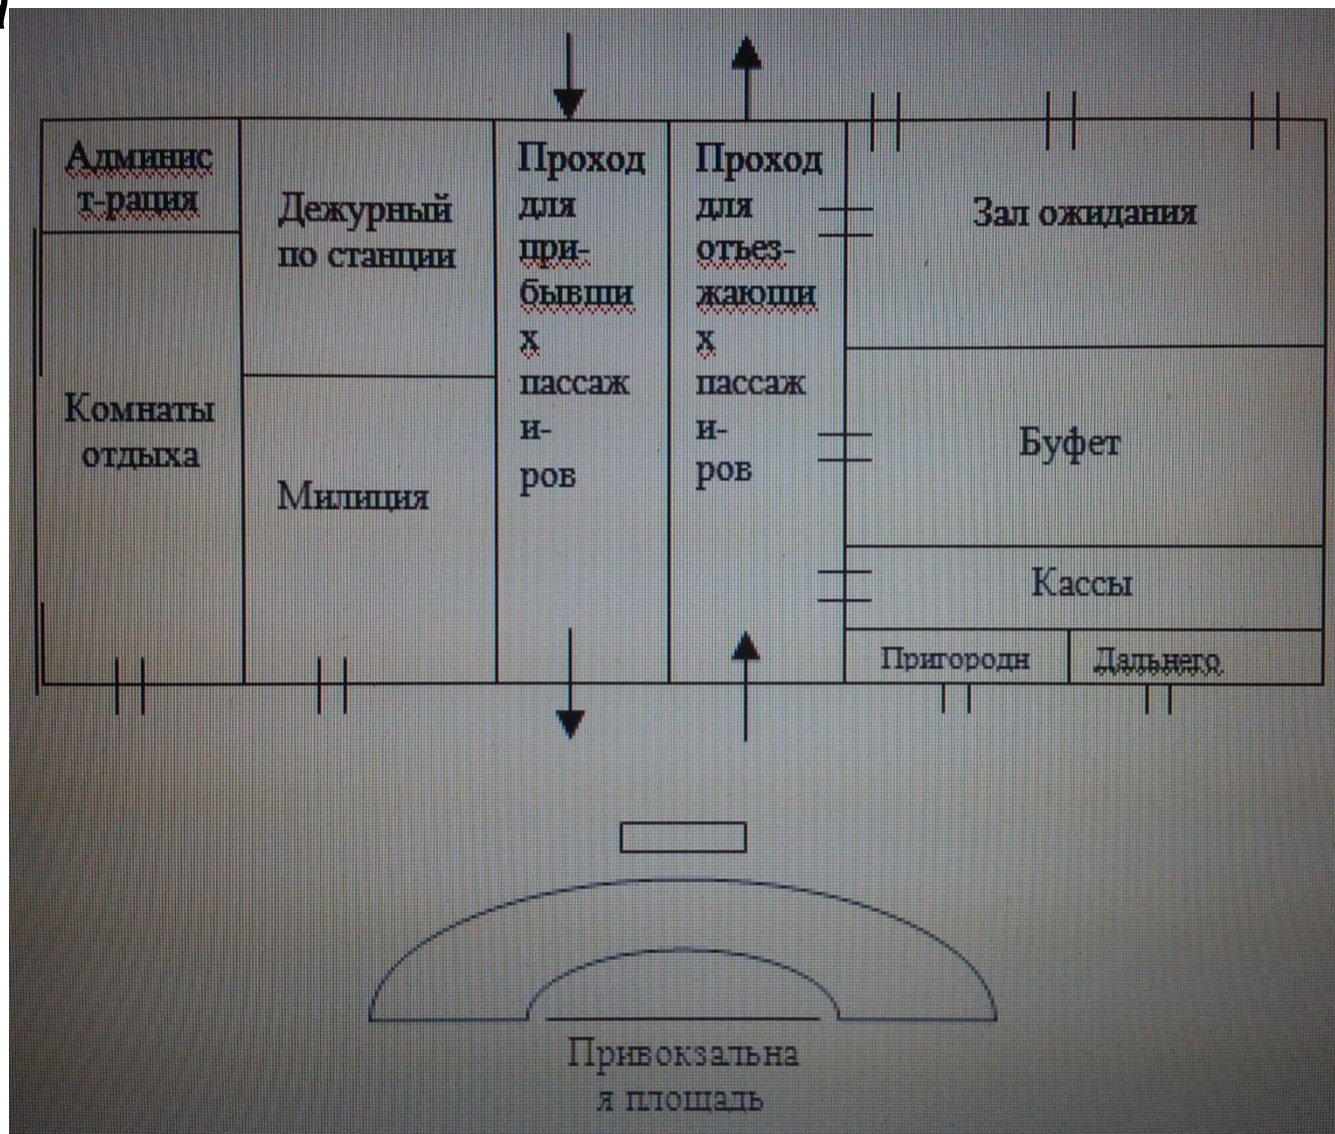 Админис
т-рация
Дежурный
по станции
Проход
для
при-
бывши
х
пассаж
и-
ров
Проход
для
отьез-
жающи
х
пассаж
и-
ров
Зал ожидания
Комнаты
отдыха
Милиция
Буфет
Кассы
Пригородн
Дальнего
Привокзальна
я площадь